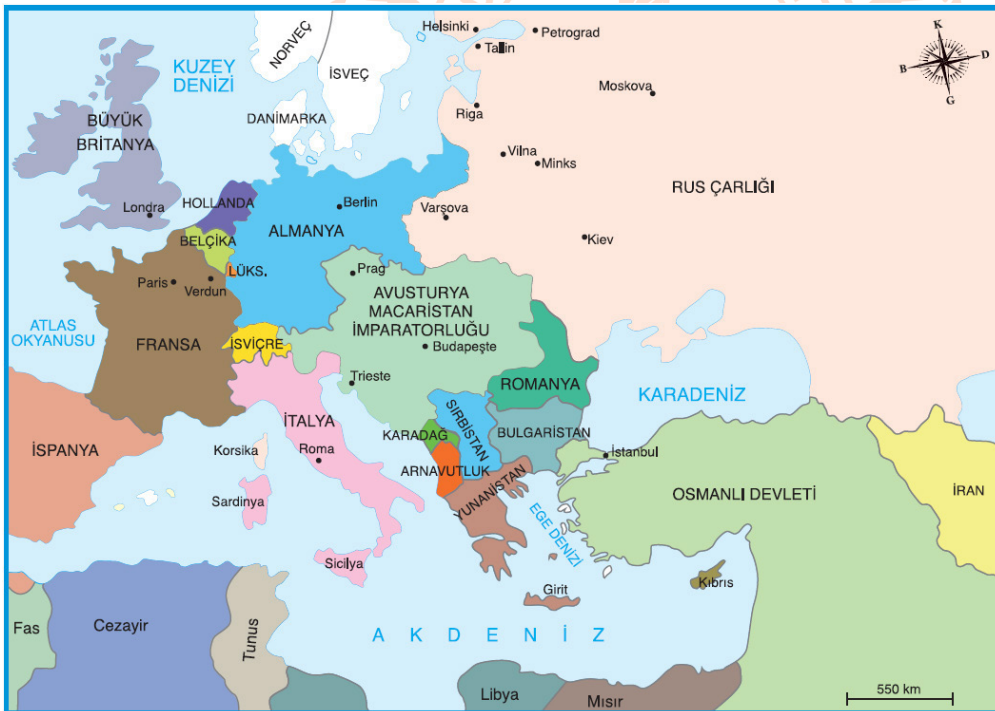 Helsinki
Petrograd
Tallin
NORVEÇ
İSVEÇ
K
B
D
G
KUZEY
DENİZİ
Moskova
Riga
DANİMARKA
BÜYÜK
BRİTANYA
Vilna
Minks
RUS ÇARLIĞI
Londra
HOLLANDA
Berlin
Varşova
ALMANYA
Kiev
BELÇİKA
LÜKS.
Paris
Verdun
Prag
AVUSTURYA
MACARİSTAN
İMPARATORLUĞU
ATLAS
OKYANUSU
FRANSA
İSVİÇRE
Budapeşte
Trieste
ROMANYA
KARADENİZ
İTALYA
SIRBİSTAN
KARADAĞ
BULGARİSTAN
İSPANYA
Korsika
Roma
ARNAVUTLUK
İstanbul
YUNANİSTAN
OSMANLI DEVLETİ
İRAN
Sardinya
EGE DENİZİ
Sicilya
Kıbrıs
Girit
Fas
Cezayir
Tunus
AKDENİZ
Libya
Mısır
550 km